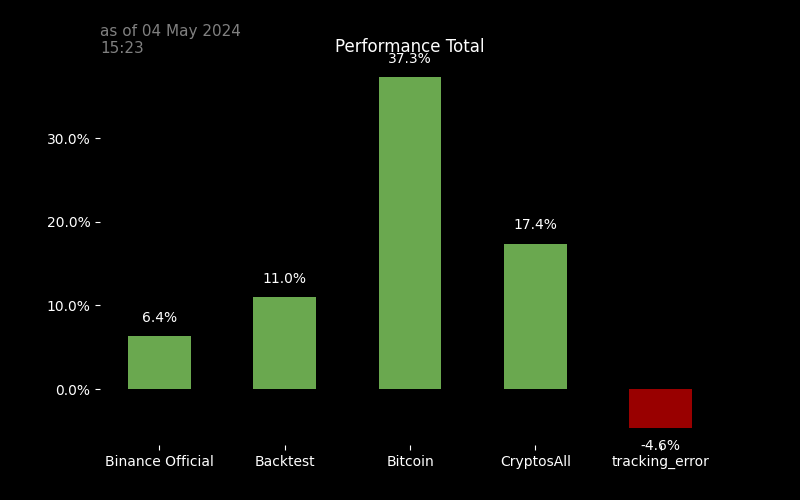 as of 04 May 2024
15:23
Performance Total
37.3%
30.0%
17.4%
20.0%
11.0%
10.0%
6.4%
0.0%
-4.6%
Binance Official
Backtest
Bitcoin
CryptosAll
tracking_error